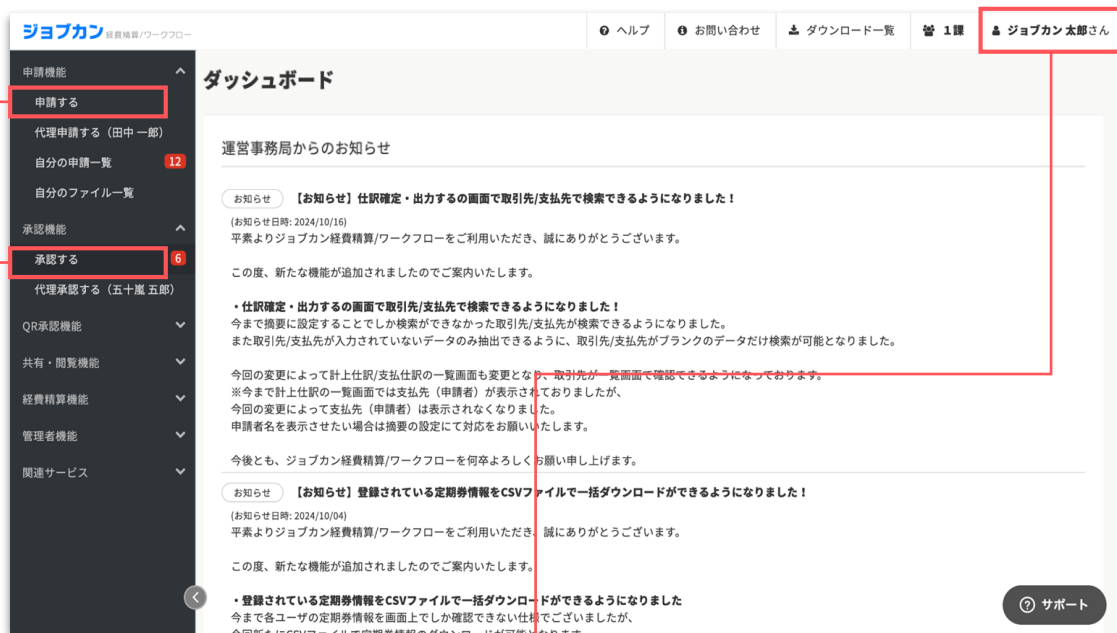 ジョブカン 経費精算/ワークフロー
ヘルプ
お問い合わせ
ダウンロード一覧
1課
ジョブカン 太郎さん
申請機能
申請する
代理申請する（田中 一郎）
自分の申請一覧 12
自分のファイル一覧
承認機能
承認する 6
代理承認する（五十嵐 五郎）
QR承認機能
共有・閲覧機能
経費精算機能
管理者機能
関連サービス
ダッシュボード
運営事務局からのお知らせ
お知らせ 【お知らせ】仕訳確定・出力するの画面で取引先/支払先で検索できるようになりました！
(お知らせ日時: 2024/10/16)
平素よりジョブカン経費精算/ワークフローをご利用いただき、誠にありがとうございます。
この度、新たな機能が追加されましたのでご案内いたします。
・仕訳確定・出力するの画面で取引先/支払先で検索できるようになりました！
今まで摘要に設定することでしか検索ができなかった取引先/支払先が検索できるようになりました。
また取引先/支払先が入力されていないデータのみ抽出できるように、取引先/支払先がブランクのデータだけ検索が可能となりました。
今回の変更によって計上仕訳/支払仕訳の一覧画面も変更となり、取引先が一覧画面で確認できるようになっております。
※今まで計上仕訳の一覧画面では支払先（申請者）が表示されておりましたが、
今回の変更によって支払先（申請者）は表示されなくなりました。
申請者名を表示させたい場合は摘要の設定にて対応をお願いいたします。
今後とも、ジョブカン経費精算/ワークフローを何卒よろしくお願い申し上げます。
お知らせ 【お知らせ】登録されている定期券情報をCSVファイルで一括ダウンロードができるようになりました！
(お知らせ日時: 2024/10/04)
平素よりジョブカン経費精算/ワークフローをご利用いただき、誠にありがとうございます。
この度、新たな機能が追加されましたのでご案内いたします。
・登録されている定期券情報をCSVファイルで一括ダウンロードができるようになりました
今まで各ユーザの定期券情報を画面上でしか確認できない仕様でございましたが、
今回新たにCSVファイルで定期券情報のダウンロードが可能となります。
サポート